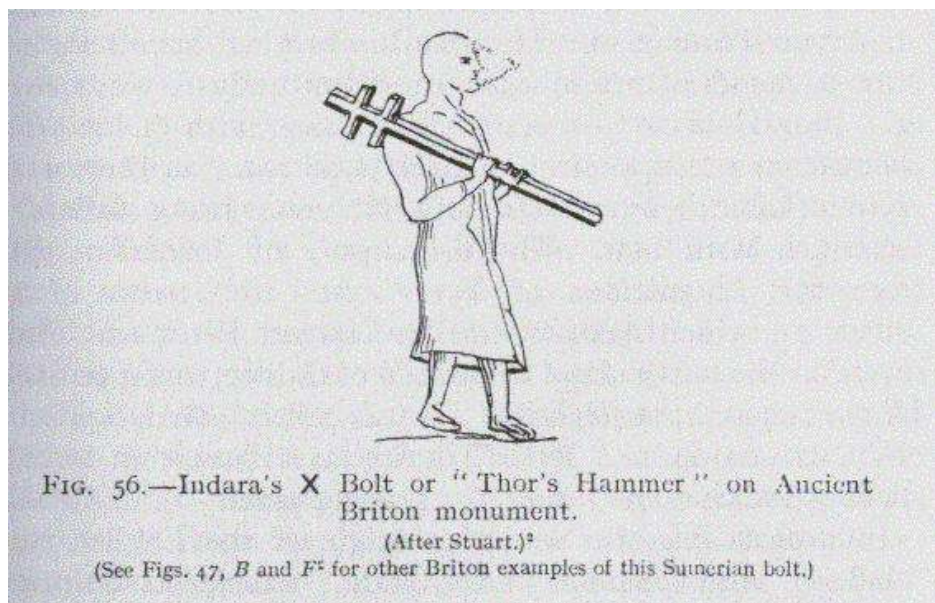 FIG. 56.—Indara's X Bolt or "Thor's Hammer" on Ancient
Briton monument.
(After Stuart.)²
(See Figs. 47, B and F² for other Briton examples of this Sumerian bolt.)